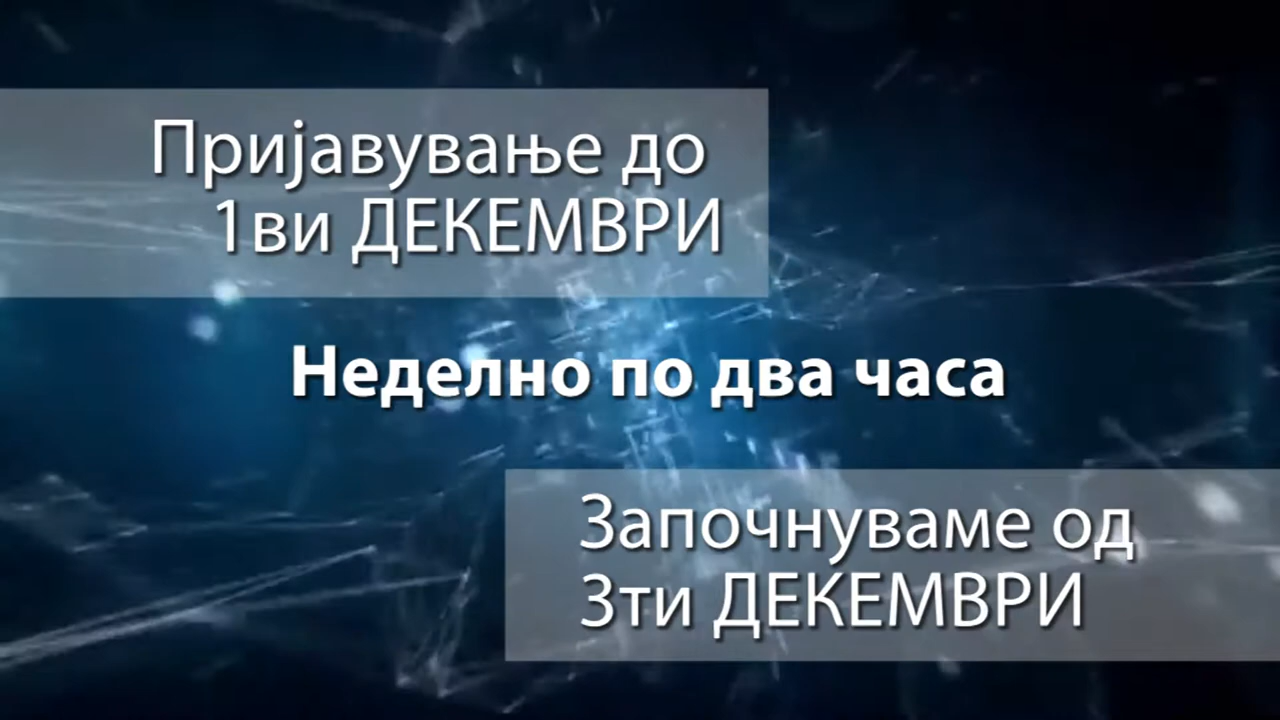 Пријавување до
1ви ДЕКЕМВРИ
Неделно по два часа
Започнуваме од
3ти ДЕКЕМВРИ